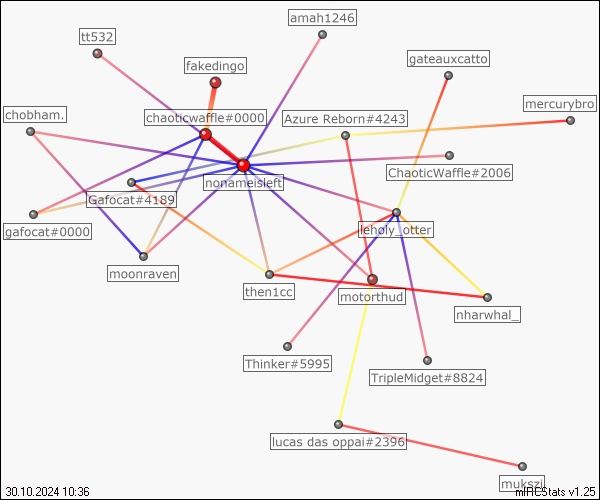 amah1246
tt532
fakedingo
gateauxcatto
mercurybro
chobham.
chaoticwaffle#0000
Azure Reborn#4243
ChaoticWaffle#2006
nonameisleft
Gafocat#4189
gafocat#0000
leholy_otter
moonraven
then1cc
motorthud
nharwhal_
Thinker#5995
TripleMidget#8824
lucas das oppai#2396
mukszi
30.10.2024 10:36
mIRCStats v1.25